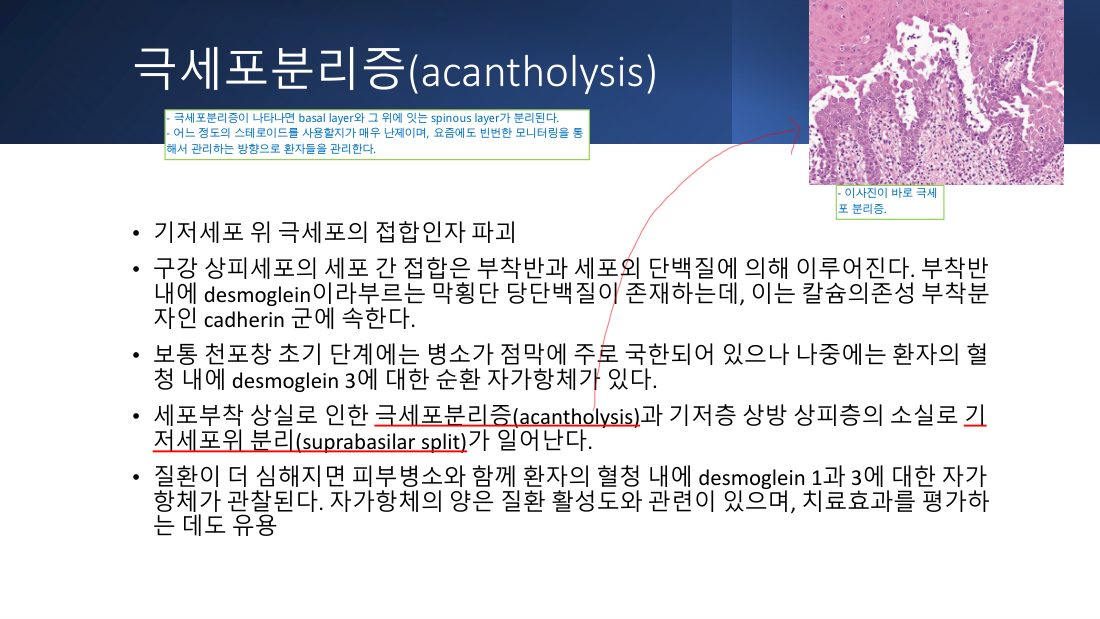 극세포분리증(acantholysis)
- 극세포분리증이 나타나면 basal layer와 그 위에 잇는 spinous layer가 분리된다.
- 어느 정도의 스테로이드를 사용할지가 매우 난제이며, 요즘에도 빈번한 모니터링을 통
해서 관리하는 방향으로 환자들을 관리한다.
- 이사진이 바로 극세
포 분리증.
• 기저세포 위 극세포의 접합인자 파괴
• 구강 상피세포의 세포 간 접합은 부착반과 세포외 단백질에 의해 이루어진다. 부착반
내에 desmoglein이라부르는 막횡단 당단백질이 존재하는데, 이는 칼슘의존성 부착분
자인 cadherin 군에 속한다.
• 보통 천포창 초기 단계에는 병소가 점막에 주로 국한되어 있으나 나중에는 환자의 혈
청 내에 desmoglein 3에 대한 순환 자가항체가 있다.
• 세포부착 상실로 인한 극세포분리증(acantholysis)과 기저층 상방 상피층의 소실로 기
저세포위 분리(suprabasilar split)가 일어난다.
• 질환이 더 심해지면 피부병소와 함께 환자의 혈청 내에 desmoglein 1과 3에 대한 자가
항체가 관찰된다. 자가항체의 양은 질환 활성도와 관련이 있으며, 치료효과를 평가하
는 데도 유용